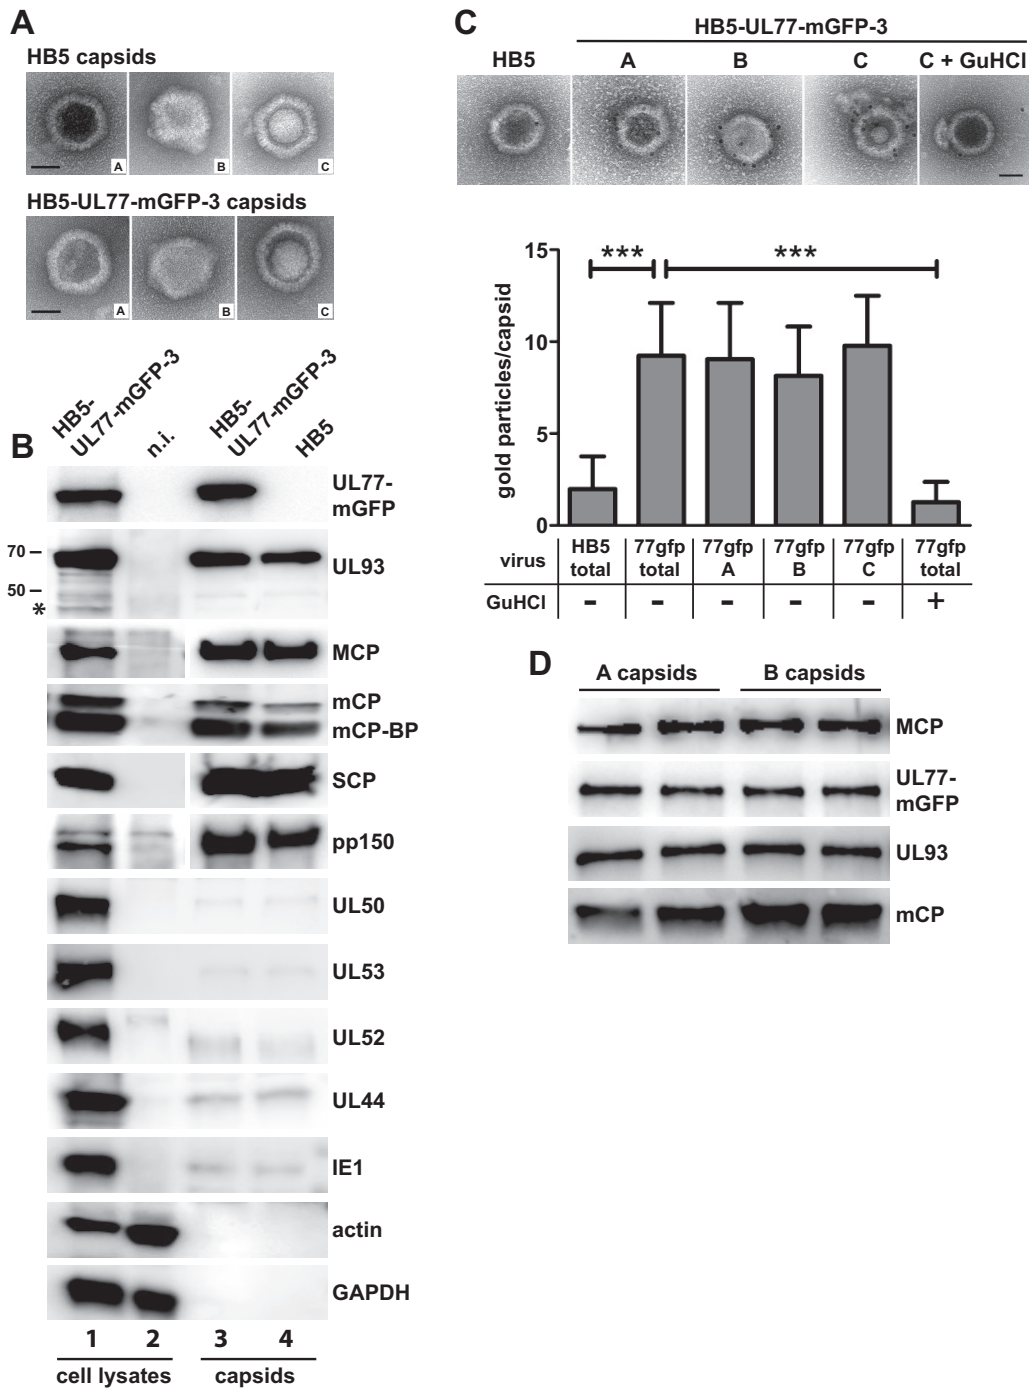 A
HB5 capsids
A B C
HB5-UL77-mGFP-3 capsids
A B C
B
HB5-
UL77-mGFP-3
n.i.
HB5-
UL77-mGFP-3
HB5
UL77-
mGFP
70
UL93
50
*
MCP
mCP
mCP-BP
SCP
pp150
UL50
UL53
UL52
UL44
IE1
actin
GAPDH
1 2 3 4
cell lysates capsids
C
HB5-UL77-mGFP-3
HB5 A B C C + GuHCl
15
10
5
0
gold particles/capsid
*** ***
virus HB5 total 77gfp total 77gfp A 77gfp B 77gfp C 77gfp total
GuHCl - - - - - +
D
A capsids B capsids
MCP
UL77-
mGFP
UL93
mCP